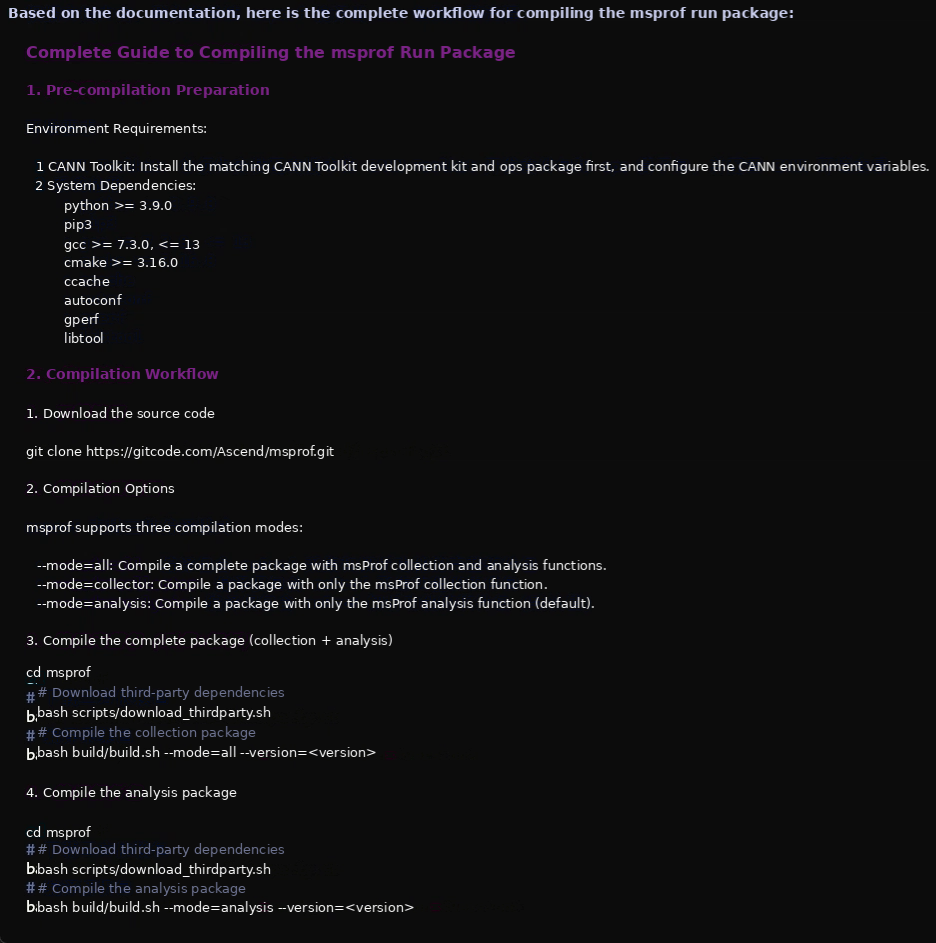 Based on the documentation, here is the complete workflow for compiling the msprof run package:
Complete Guide to Compiling the msprof Run Package
1. Pre-compilation Preparation
Environment Requirements:
1 CANN Toolkit: Install the matching CANN Toolkit development kit and ops package first, and configure the CANN environment variables.
2 System Dependencies:
python >= 3.9.0
pip3
gcc >= 7.3.0, <= 13
cmake >= 3.16.0
ccache
autoconf
gperf
libtool
2. Compilation Workflow
1. Download the source code
git clone https://gitcode.com/Ascend/msprof.git
2. Compilation Options
msprof supports three compilation modes:
--mode=all: Compile a complete package with msProf collection and analysis functions.
--mode=collector: Compile a package with only the msProf collection function.
--mode=analysis: Compile a package with only the msProf analysis function (default).
3. Compile the complete package (collection + analysis)
cd msprof
# # Download third-party dependencies
b. bash scripts/download_thirdparty.sh
# # Compile the collection package
b. bash build/build.sh --mode=all --version=<version>
4. Compile the analysis package
cd msprof
# # Download third-party dependencies
b. bash scripts/download_thirdparty.sh
# # Compile the analysis package
b. bash build/build.sh --mode=analysis --version=<version>